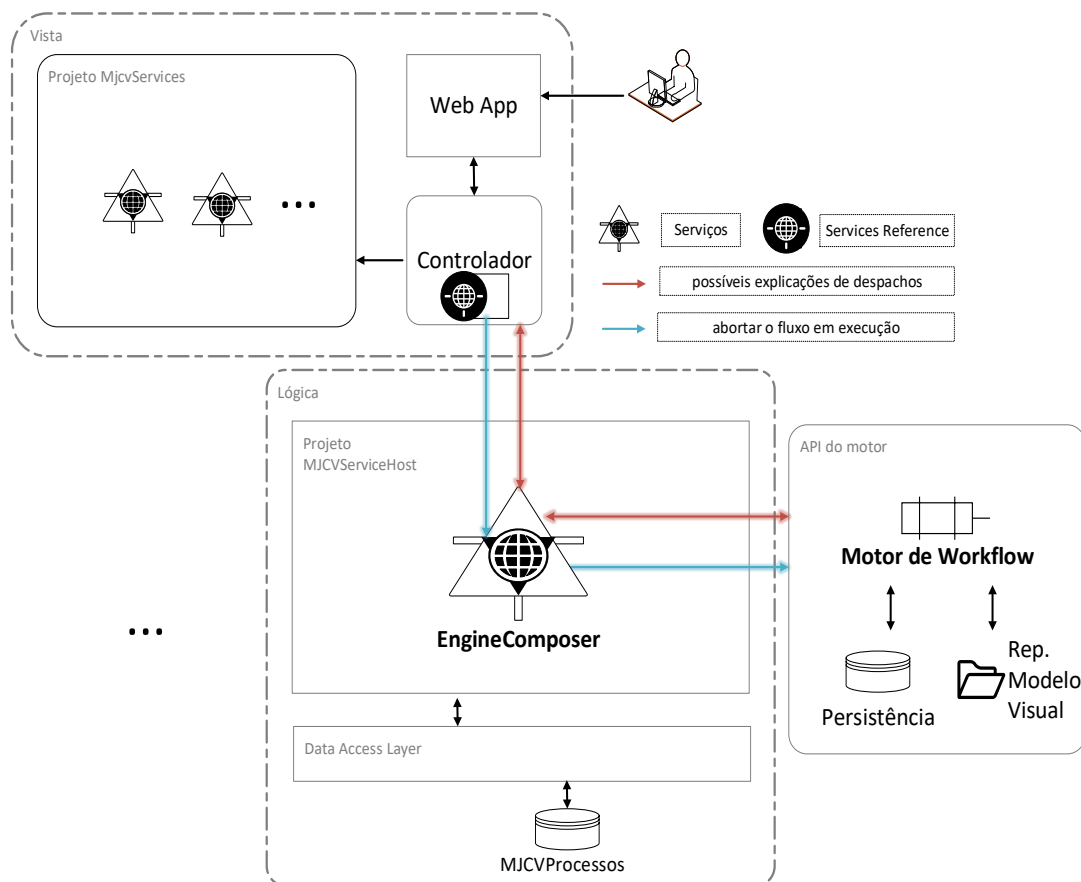 Vista
Projeto MjcvServices
Web App
...
Controlador
Serviços
Services Reference
possíveis explicações de despachos
abortar o fluxo em execução
Lógica
Projeto
MJCVServiceHost
EngineComposer
API do motor
Motor de Workflow
Persistência
Rep.
Modelo
Visual
...
Data Access Layer
MJCVProcessos